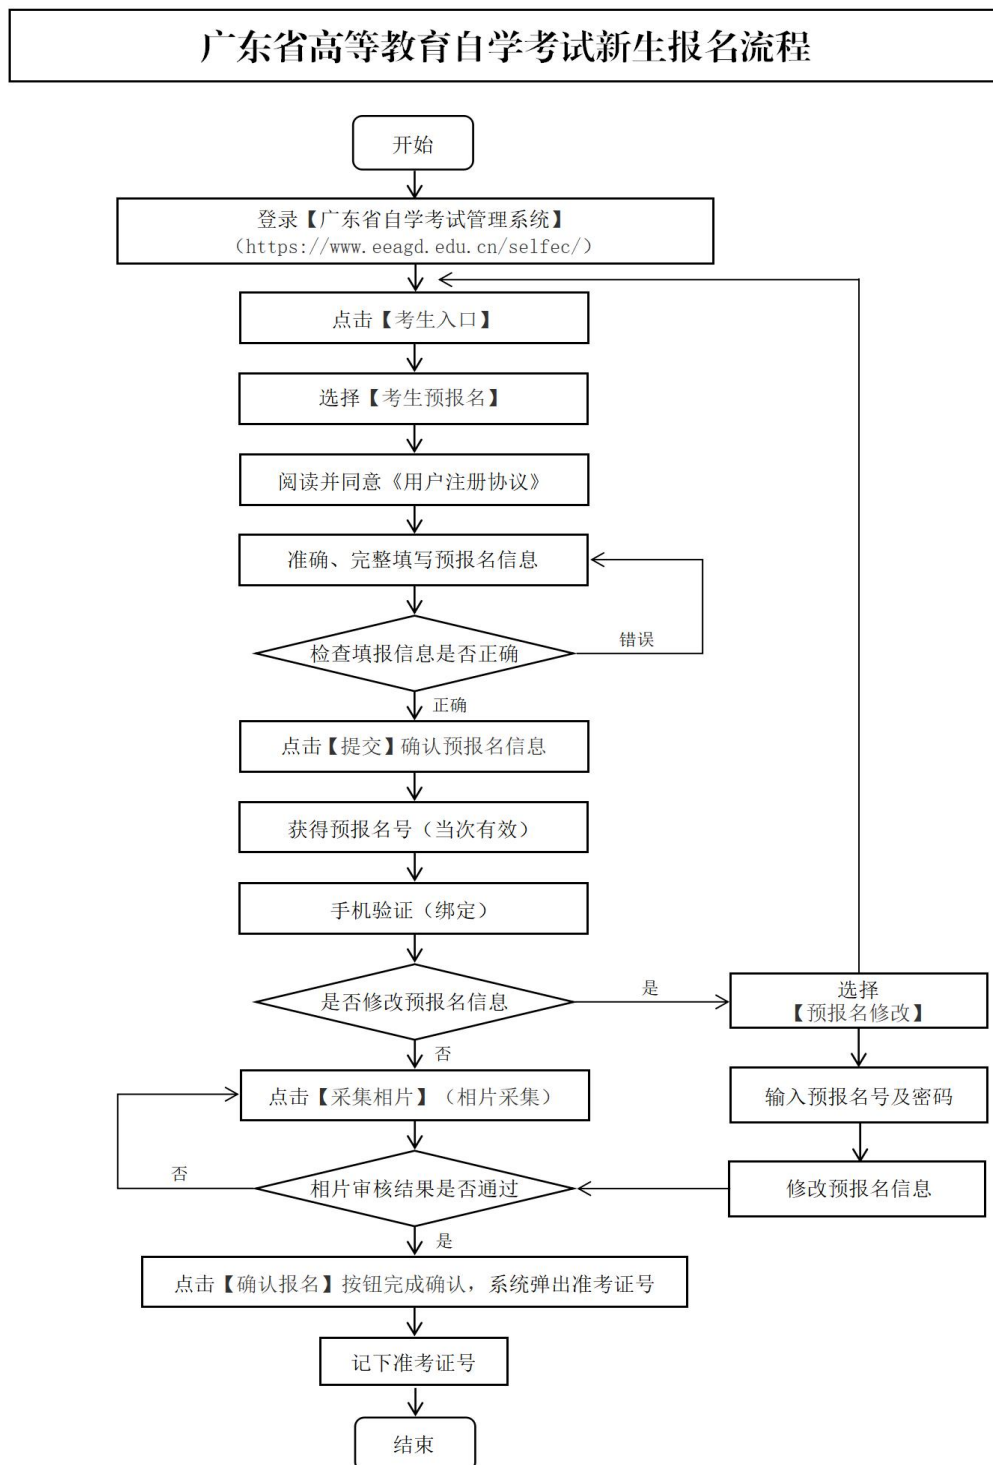 广东省高等教育自学考试新生报名流程
开始
登录【广东省自学考试管理系统】
（https://www.eeagd.edu.cn/selfec/）
点击【考生入口】
选择【考生预报名】
阅读并同意《用户注册协议》
准确、完整填写预报名信息
检查填报信息是否正确
错误
正确
点击【提交】确认预报名信息
获得预报名号（当次有效）
手机验证（绑定）
是否修改预报名信息
是
选择
【预报名修改】
否
点击【采集相片】（相片采集）
输入预报名号及密码
否
相片审核结果是否通过
修改预报名信息
是
点击【确认报名】按钮完成确认，系统弹出准考证号
记下准考证号
结束